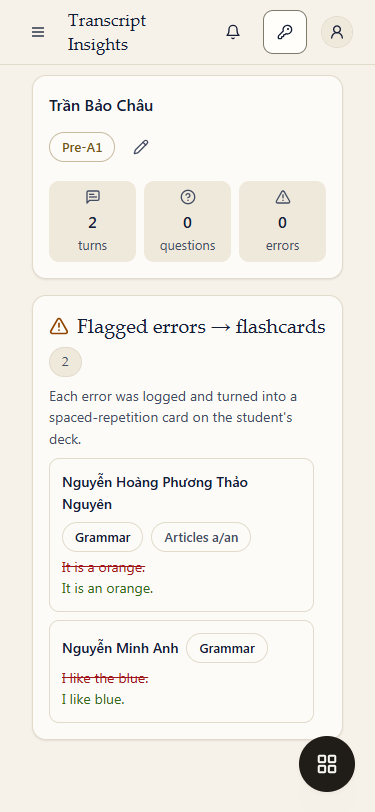 Transcript
Insights
Trần Bảo Châu
Pre-A1
2
turns
0
questions
0
errors
Flagged errors → flashcards
2
Each error was logged and turned into a
spaced-repetition card on the student's
deck.
Nguyễn Hoàng Phương Thảo
Nguyên
Grammar
Articles a/an
It is a orange.
It is an orange.
Nguyễn Minh Anh
Grammar
I like the blue.
I like blue.